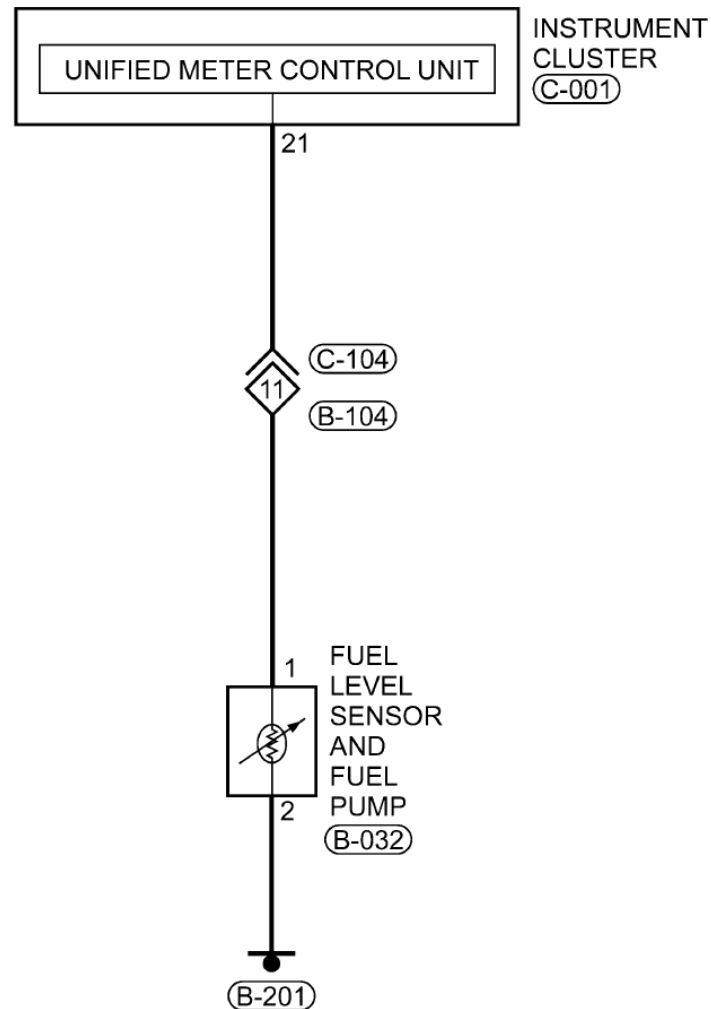 INSTRUMENT
CLUSTER
C-001
UNIFIED METER CONTROL UNIT
21
C-104
11
B-104
1
FUEL
LEVEL
SENSOR
AND
FUEL
PUMP
2
B-032
B-201